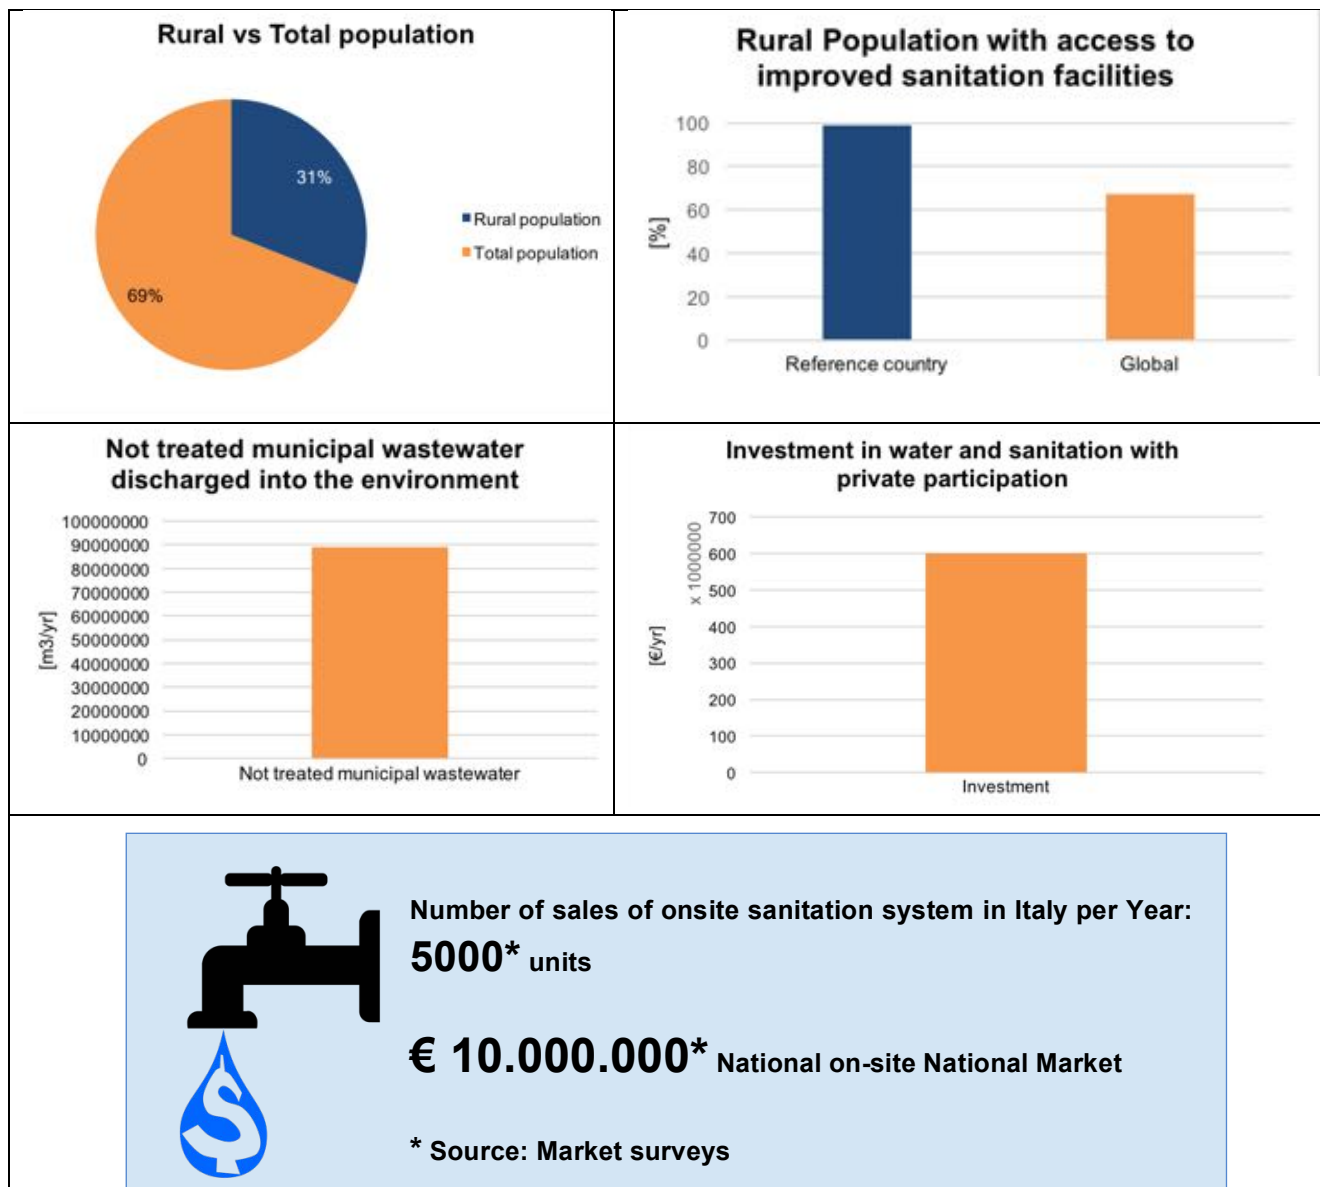 Rural vs Total population
31%
69%
Rural population
Total population
Rural Population with access to
improved sanitation facilities
[%]
100
80
60
40
20
0
Reference country
Global
Not treated municipal wastewater
discharged into the environment
[m3/yr]
100000000
90000000
80000000
70000000
60000000
50000000
40000000
30000000
20000000
10000000
0
Not treated municipal wastewater
Investment in water and sanitation with
private participation
[€/yr]
x 1000000
700
600
500
400
300
200
100
0
Investment
Number of sales of onsite sanitation system in Italy per Year:
5000* units
€ 10.000.000* National on-site National Market
* Source: Market surveys
$